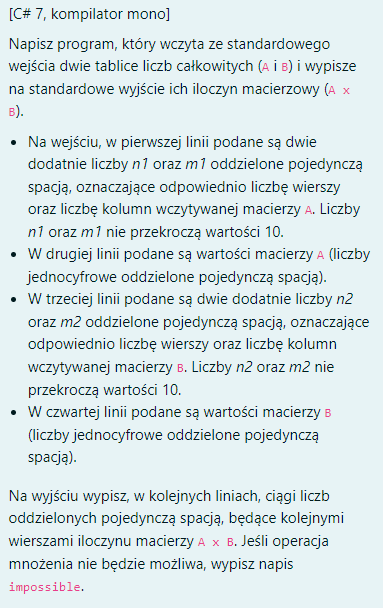 [C# 7, kompilator mono]
Napisz program, który wczyta ze standardowego
wejścia dwie tablice liczb całkowitych (A i B) i wypisze
na standardowe wyjście ich iloczyn macierzowy (A x
B).
• Na wejściu, w pierwszej linii podane są dwie
dodatnie liczby n1 oraz m1 oddzielone pojedynczą
spacją, oznaczające odpowiednio liczbę wierszy
oraz liczbę kolumn wczytywanej macierzy A. Liczby
n1 oraz m1 nie przekroczą wartości 10.
• W drugiej linii podane są wartości macierzy A (liczby
jednocyfrowe oddzielone pojedynczą spacją).
• W trzeciej linii podane są dwie dodatnie liczby n2
oraz m2 oddzielone pojedynczą spacją, oznaczające
odpowiednio liczbę wierszy oraz liczbę kolumn
wczytywanej macierzy B. Liczby n2 oraz m2 nie
przekroczą wartości 10.
• W czwartej linii podane są wartości macierzy B
(liczby jednocyfrowe oddzielone pojedynczą
spacją).
Na wyjściu wypisz, w kolejnych liniach, ciągi liczb
oddzielonych pojedynczą spacją, będące kolejnymi
wierszami iloczynu macierzy A x B. Jeśli operacja
mnożenia nie będzie możliwa, wypisz napis
impossible.